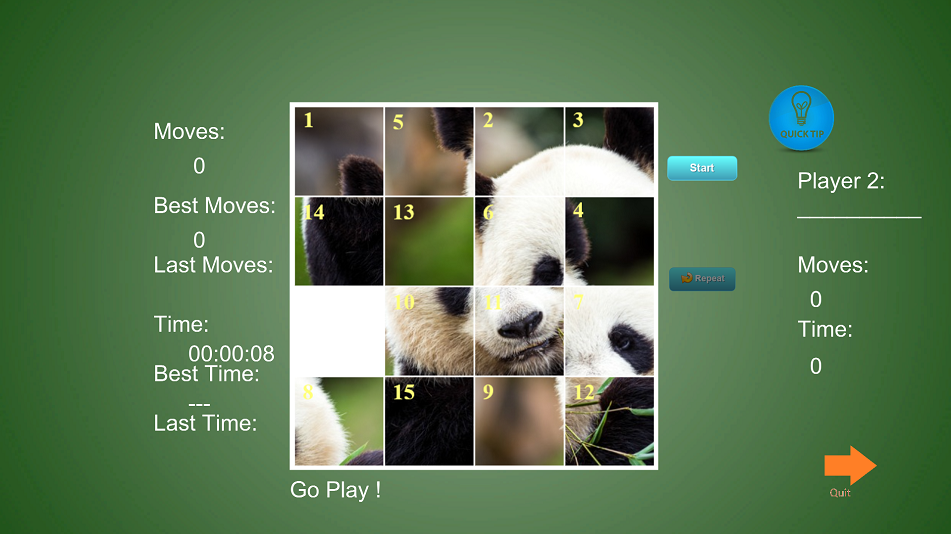 Moves:
0
Best Moves:
0
Last Moves:
Time:
00:00:08
Best Time:
---
Last Time:
1
5
2
3
14
13
6
4
10
11
7
8
15
9
12
Go Play !
Start
Repeat
QUICK TIP
Player 2:
___________
Moves:
0
Time:
0
Quit